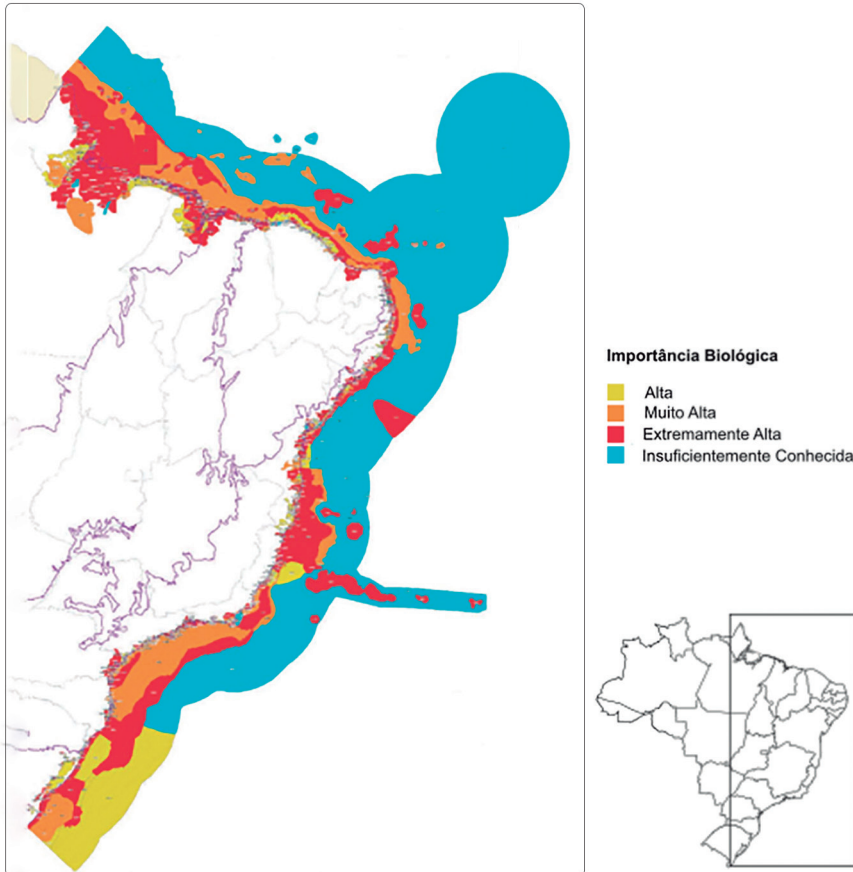 Importância Biológica
Alta
Muito Alta
Extremamente Alta
Insuficientemente Conhecida